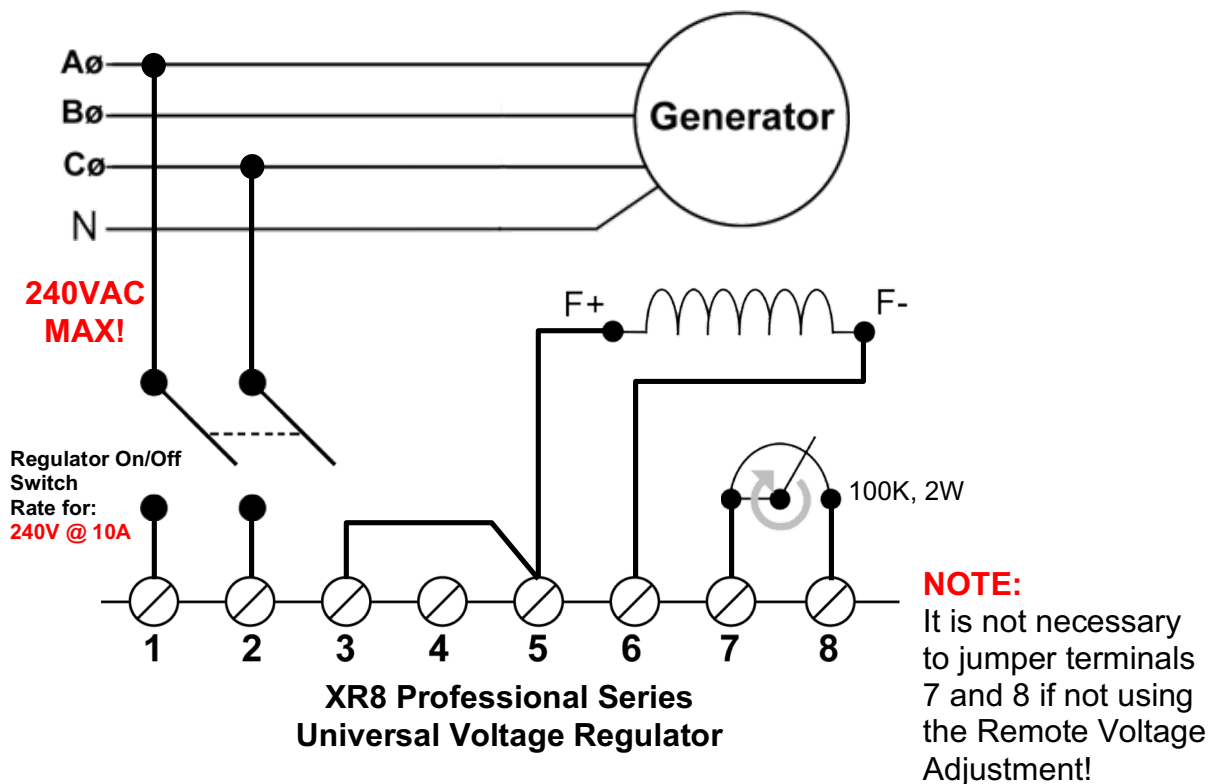 Aø
Bø
Generator
Cø
N
240VAC
MAX!
F+
F-
Regulator On/Off
Switch
Rate for:
240V @ 10A
100K, 2W
1 2 3 4 5 6 7 8
XR8 Professional Series
Universal Voltage Regulator
NOTE:
It is not necessary
to jumper terminals
7 and 8 if not using
the Remote Voltage
Adjustment!